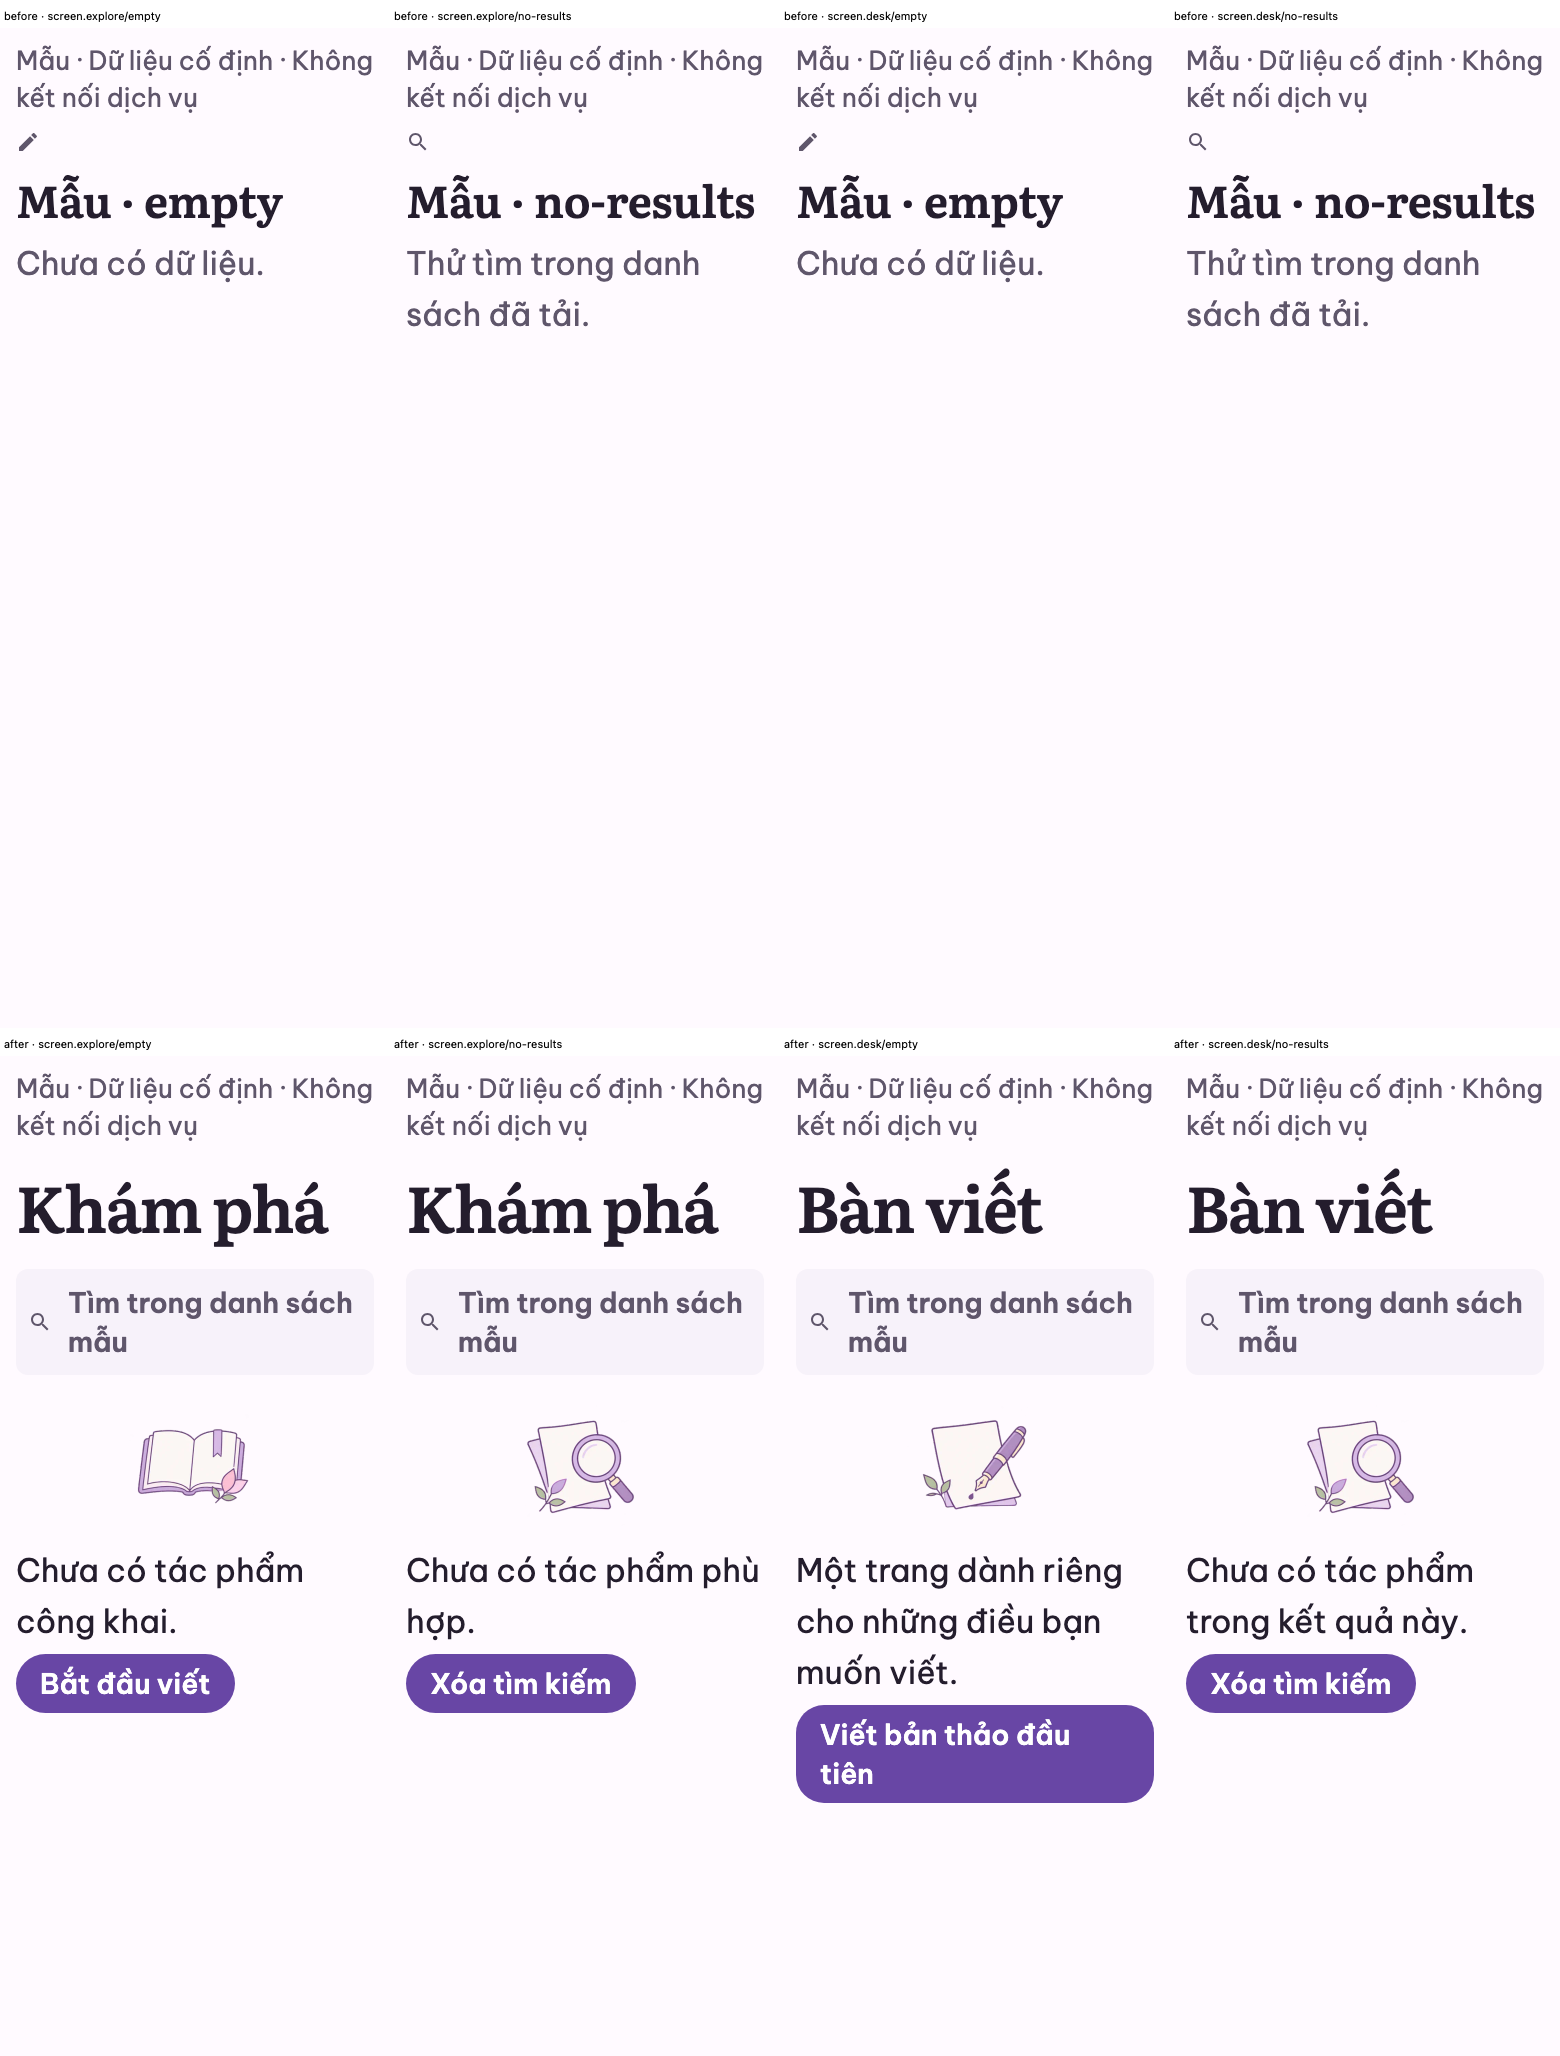 before · screen.explore/empty
Mẫu · Dữ liệu cố định · Không
kết nối dịch vụ
Mẫu · empty
Chưa có dữ liệu.
before · screen.explore/no-results
Mẫu · Dữ liệu cố định · Không
kết nối dịch vụ
Mẫu · no-results
Thử tìm trong danh
sách đã tải.
before · screen.desk/empty
Mẫu · Dữ liệu cố định · Không
kết nối dịch vụ
Mẫu · empty
Chưa có dữ liệu.
before · screen.desk/no-results
Mẫu · Dữ liệu cố định · Không
kết nối dịch vụ
Mẫu · no-results
Thử tìm trong danh
sách đã tải.
after · screen.explore/empty
Mẫu · Dữ liệu cố định · Không
kết nối dịch vụ
Khám phá
Tìm trong danh sách
mẫu
Chưa có tác phẩm
công khai.
Bắt đầu viết
after · screen.explore/no-results
Mẫu · Dữ liệu cố định · Không
kết nối dịch vụ
Khám phá
Tìm trong danh sách
mẫu
Chưa có tác phẩm phù
hợp.
Xóa tìm kiếm
after · screen.desk/empty
Mẫu · Dữ liệu cố định · Không
kết nối dịch vụ
Bàn viết
Tìm trong danh sách
mẫu
Một trang dành riêng
cho những điều bạn
muốn viết.
Viết bản thảo đầu
tiên
after · screen.desk/no-results
Mẫu · Dữ liệu cố định · Không
kết nối dịch vụ
Bàn viết
Tìm trong danh sách
mẫu
Chưa có tác phẩm
trong kết quả này.
Xóa tìm kiếm